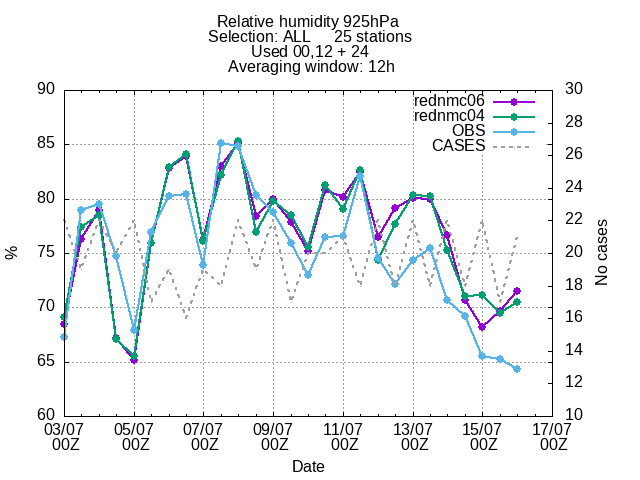 Relative humidity 925hPa
Selection: ALL 25 stations
Used 00,12 + 24
Averaging window: 12h
90
85
80
75
70
65
60
%
30
28
26
24
22
20
18
16
14
12
10
No cases
rednmc06
rednmc04
OBS
CASES
03/07 05/07 07/07 09/07 11/07 13/07 15/07 17/07
00Z 00Z 00Z 00Z 00Z 00Z 00Z 00Z
Date